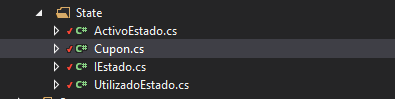 State
C# ActivoEstado.cs
C# Cupon.cs
C# IEstado.cs
C# UtilizadoEstado.cs